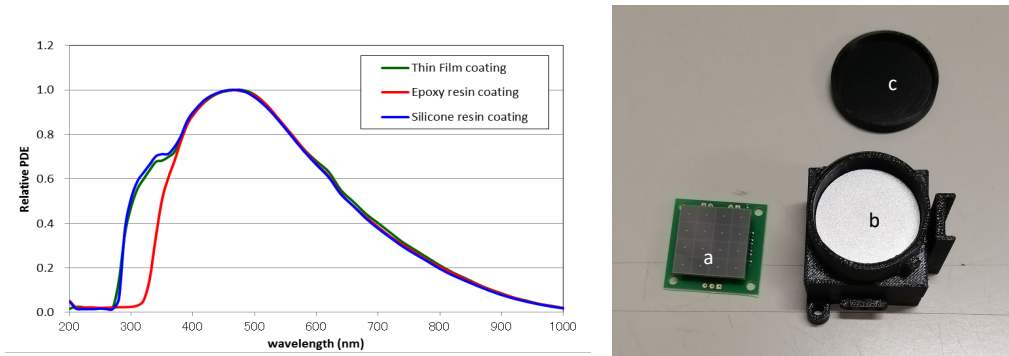 1.2
1.0
0.8
0.6
0.4
0.2
0.0
Relative PDE
Thin Film coating
Epoxy resin coating
Silicone resin coating
200 300 400 500 600 700 800 900 1000
wavelength (nm)
a
b
c